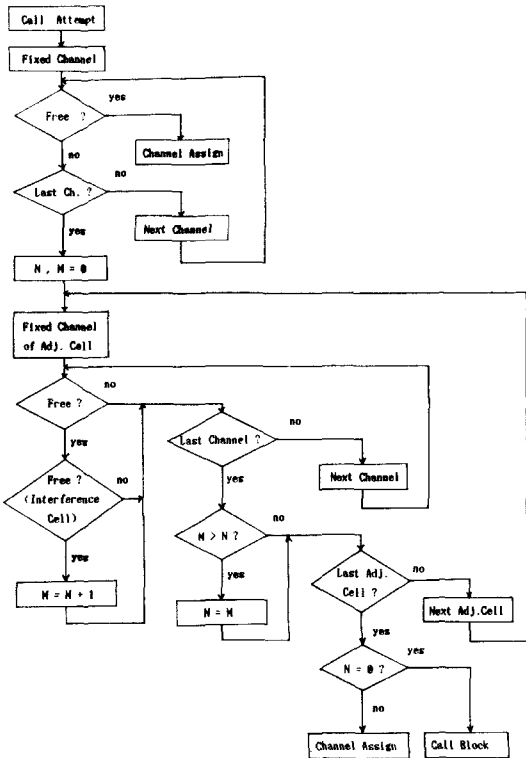 Call Attempt
Fixed Channel
yes
Free ?
Channel Assign
no
no
Last Ch. ?
Next Channel
yes
N , M = 0
Fixed Channel
of Adj. Cell
no
Free ?
no
Last Channel ?
yes
Free ?
(Interference
Cell)
no
Next Channel
yes
no
M > N ?
yes
Last Adj.
Cell ?
no
yes
M = M + 1
N = M
Next Adj.Cell
yes
yes
N = 0 ?
no
Channel Assign
Call Block